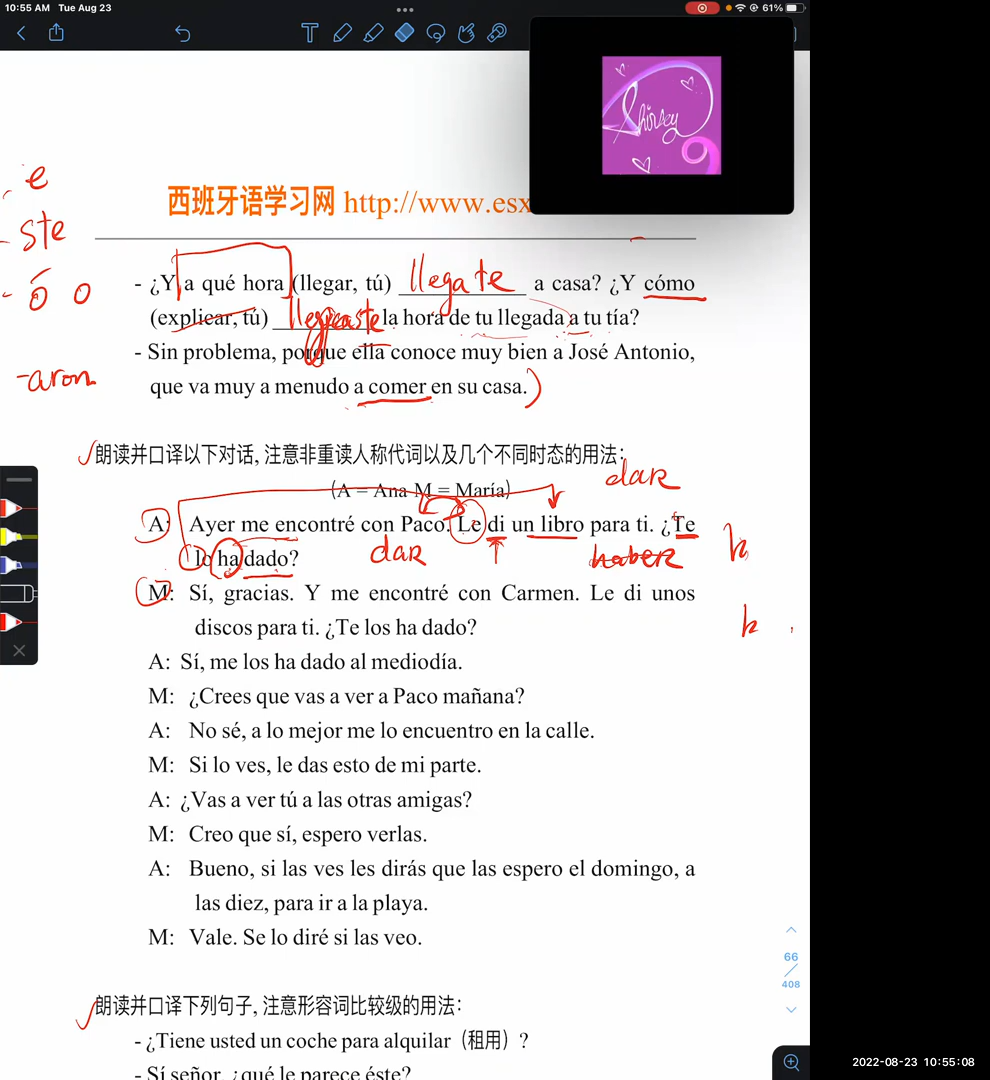 10:55 AM Tue Aug 23
61%
Shirley
e
ste
ó o
-aron
西班牙语学习网 http://www.esx
- ¿Y a qué hora (llegar, tú) llegate a casa? ¿Y cómo
(explicar, tú) la hora de tu llegada a tu tía?
- Sin problema, porque ella conoce muy bien a José Antonio,
que va muy a menudo a comer en su casa.)
朗读并口译以下对话, 注意非重读人称代词以及几个不同时态的用法:
dar
(A = Ana M = María)
A: Ayer me encontré con Paco. Le di un libro para ti. ¿Te
lo ha dado?
dar haber h
M: Sí, gracias. Y me encontré con Carmen. Le di unos
discos para ti. ¿Te los ha dado?
h
A: Sí, me los ha dado al mediodía.
M: ¿Crees que vas a ver a Paco mañana?
A: No sé, a lo mejor me lo encuentro en la calle.
M: Si lo ves, le das esto de mi parte.
A: ¿Vas a ver tú a las otras amigas?
M: Creo que sí, espero verlas.
A: Bueno, si las ves les dirás que las espero el domingo, a
las diez, para ir a la playa.
M: Vale. Se lo diré si las veo.
66
408
朗读并口译下列句子, 注意形容词比较级的用法:
- ¿Tiene usted un coche para alquilar（租用）?
- Sí señor, ¿qué le parece éste?
2022-08-23 10:55:08